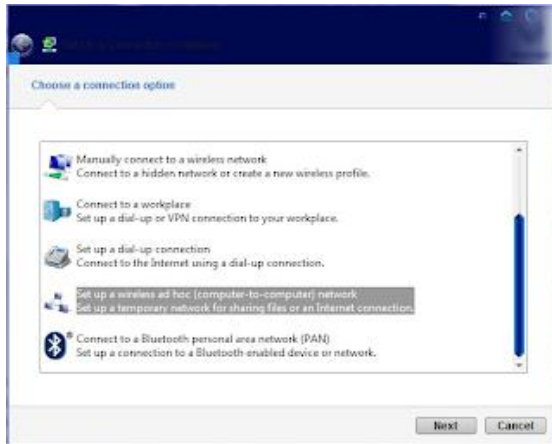 Choose a connection option
Manually connect to a wireless network
Connect to a hidden network or create a new wireless profile.
Connect to a workplace
Set up a dial-up or VPN connection to your workplace.
Set up a dial-up connection
Connect to the Internet using a dial-up connection.
Set up a wireless ad hoc (computer-to-computer) network
Set up a temporary network for sharing files or an Internet connection.
Connect to a Bluetooth personal area network (PAN)
Set up a connection to a Bluetooth enabled device or network.
Next
Cancel